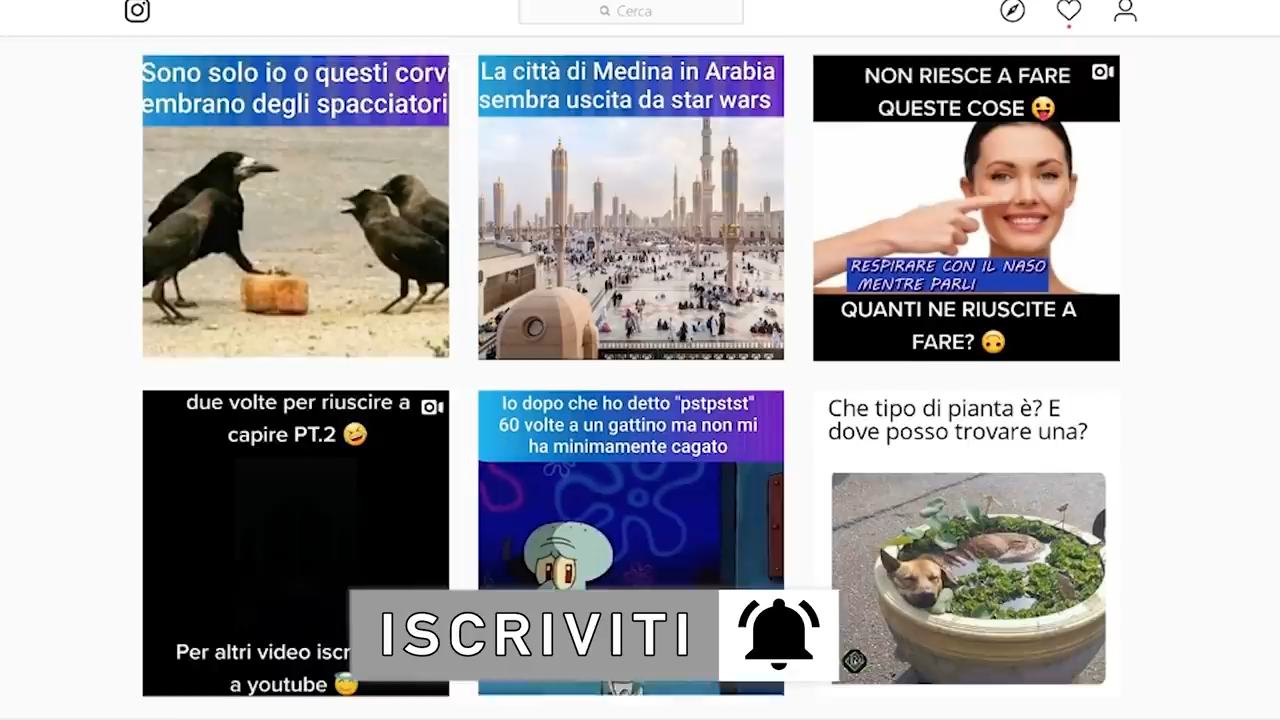 Cerca
Sono solo io o questi corvi
embrano degli spacciatori
La città di Medina in Arabia
sembra uscita da star wars
NON RIESCE A FARE
QUESTE COSE 😜
RESPIRARE CON IL NASO
MENTRE PARLI
QUANTI NE RIUSCITE A
FARE? 🙃
due volte per riuscire a
capire PT.2 🤣
Per altri video iscr
a youtube 😇
Io dopo che ho detto "pstpstst"
60 volte a un gattino ma non mi
ha minimamente cagato
Che tipo di pianta è? E
dove posso trovare una?
ISCRIVITI